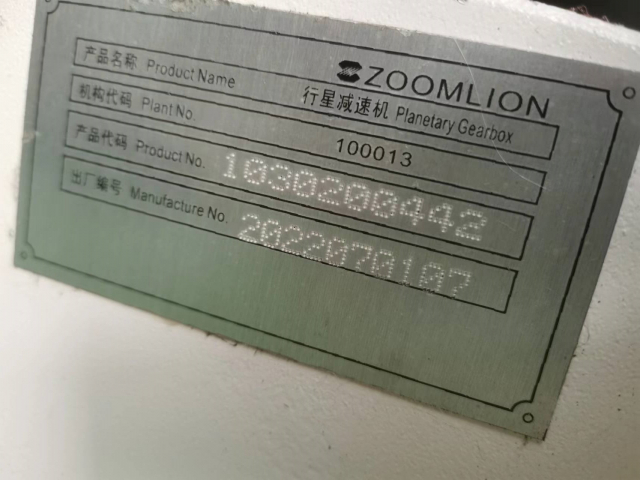 ZOOMLION
产品名称 Product Name 行星减速机 Planetary Gearbox
机构代码 Plant No. 100013
产品代码 Product No. 1030200442
出厂编号 Manufacture No. 2022070107